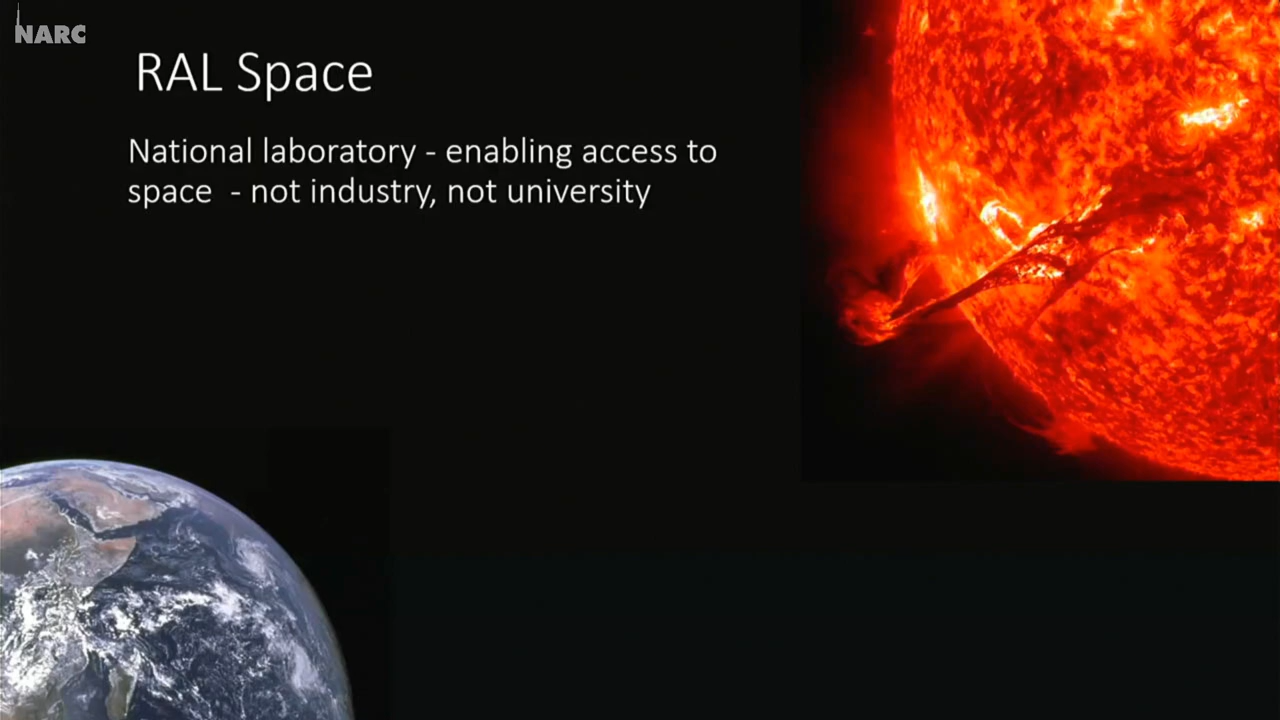 NARC
RAL Space
National laboratory - enabling access to
space - not industry, not university